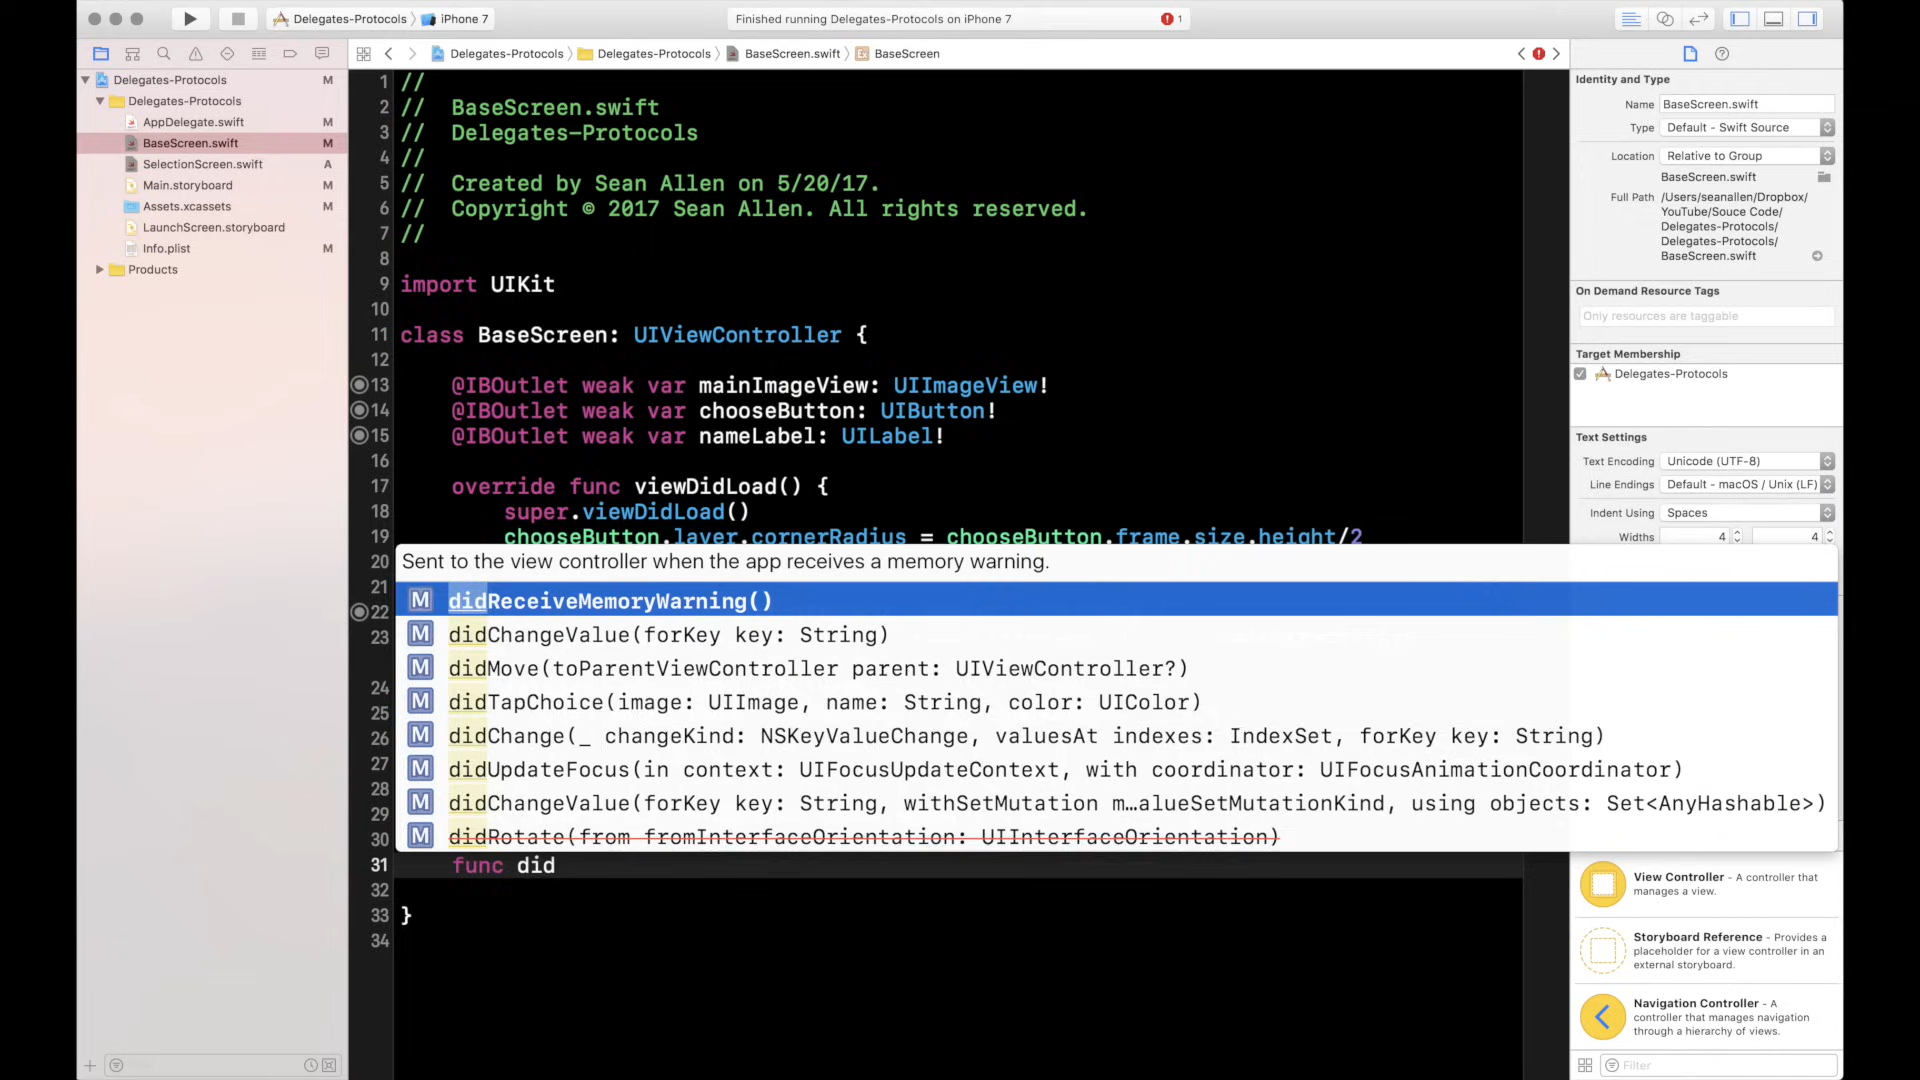 Delegates-Protocols 〉 iPhone 7
Finished running Delegates-Protocols on iPhone 7
1
Delegates-Protocols 〉 Delegates-Protocols 〉 BaseScreen.swift 〉 BaseScreen
Delegates-Protocols M
Delegates-Protocols
AppDelegate.swift M
BaseScreen.swift M
SelectionScreen.swift A
Main.storyboard M
Assets.xcassets M
LaunchScreen.storyboard
Info.plist M
Products
1 //
2 // BaseScreen.swift
3 // Delegates-Protocols
4 //
5 // Created by Sean Allen on 5/20/17.
6 // Copyright © 2017 Sean Allen. All rights reserved.
7 //
8
9 import UIKit
10
11 class BaseScreen: UIViewController {
12
13 @IBOutlet weak var mainImageView: UIImageView!
14 @IBOutlet weak var chooseButton: UIButton!
15 @IBOutlet weak var nameLabel: UILabel!
16
17 override func viewDidLoad() {
18 super.viewDidLoad()
19 chooseButton.layer.cornerRadius = chooseButton.frame.size.height/2
20
21
22
23
24
25
26
27
28
29
30
Sent to the view controller when the app receives a memory warning.
M didReceiveMemoryWarning()
M didChangeValue(forKey key: String)
M didMove(toParentViewController parent: UIViewController?)
M didTapChoice(image: UIImage, name: String, color: UIColor)
M didChange(_ changeKind: NSKeyValueChange, valuesAt indexes: IndexSet, forKey key: String)
M didUpdateFocus(in context: UIFocusUpdateContext, with coordinator: UIFocusAnimationCoordinator)
M didChangeValue(forKey key: String, withSetMutation m…alueSetMutationKind, using objects: Set<AnyHashable>)
M didRotate(from fromInterfaceOrientation: UIInterfaceOrientation)
31 func did
32
33 }
34
Identity and Type
Name BaseScreen.swift
Type Default - Swift Source
Location Relative to Group
BaseScreen.swift
Full Path /Users/seanallen/Dropbox/
YouTube/Souce Code/
Delegates-Protocols/
Delegates-Protocols/
BaseScreen.swift
On Demand Resource Tags
Only resources are taggable
Target Membership
Delegates-Protocols
Text Settings
Text Encoding Unicode (UTF-8)
Line Endings Default - macOS / Unix (LF)
Indent Using Spaces
Widths 4 4
View Controller - A controller that
manages a view.
Storyboard Reference - Provides a
placeholder for a view controller in an
external storyboard.
Navigation Controller - A
controller that manages navigation
through a hierarchy of views.
Filter